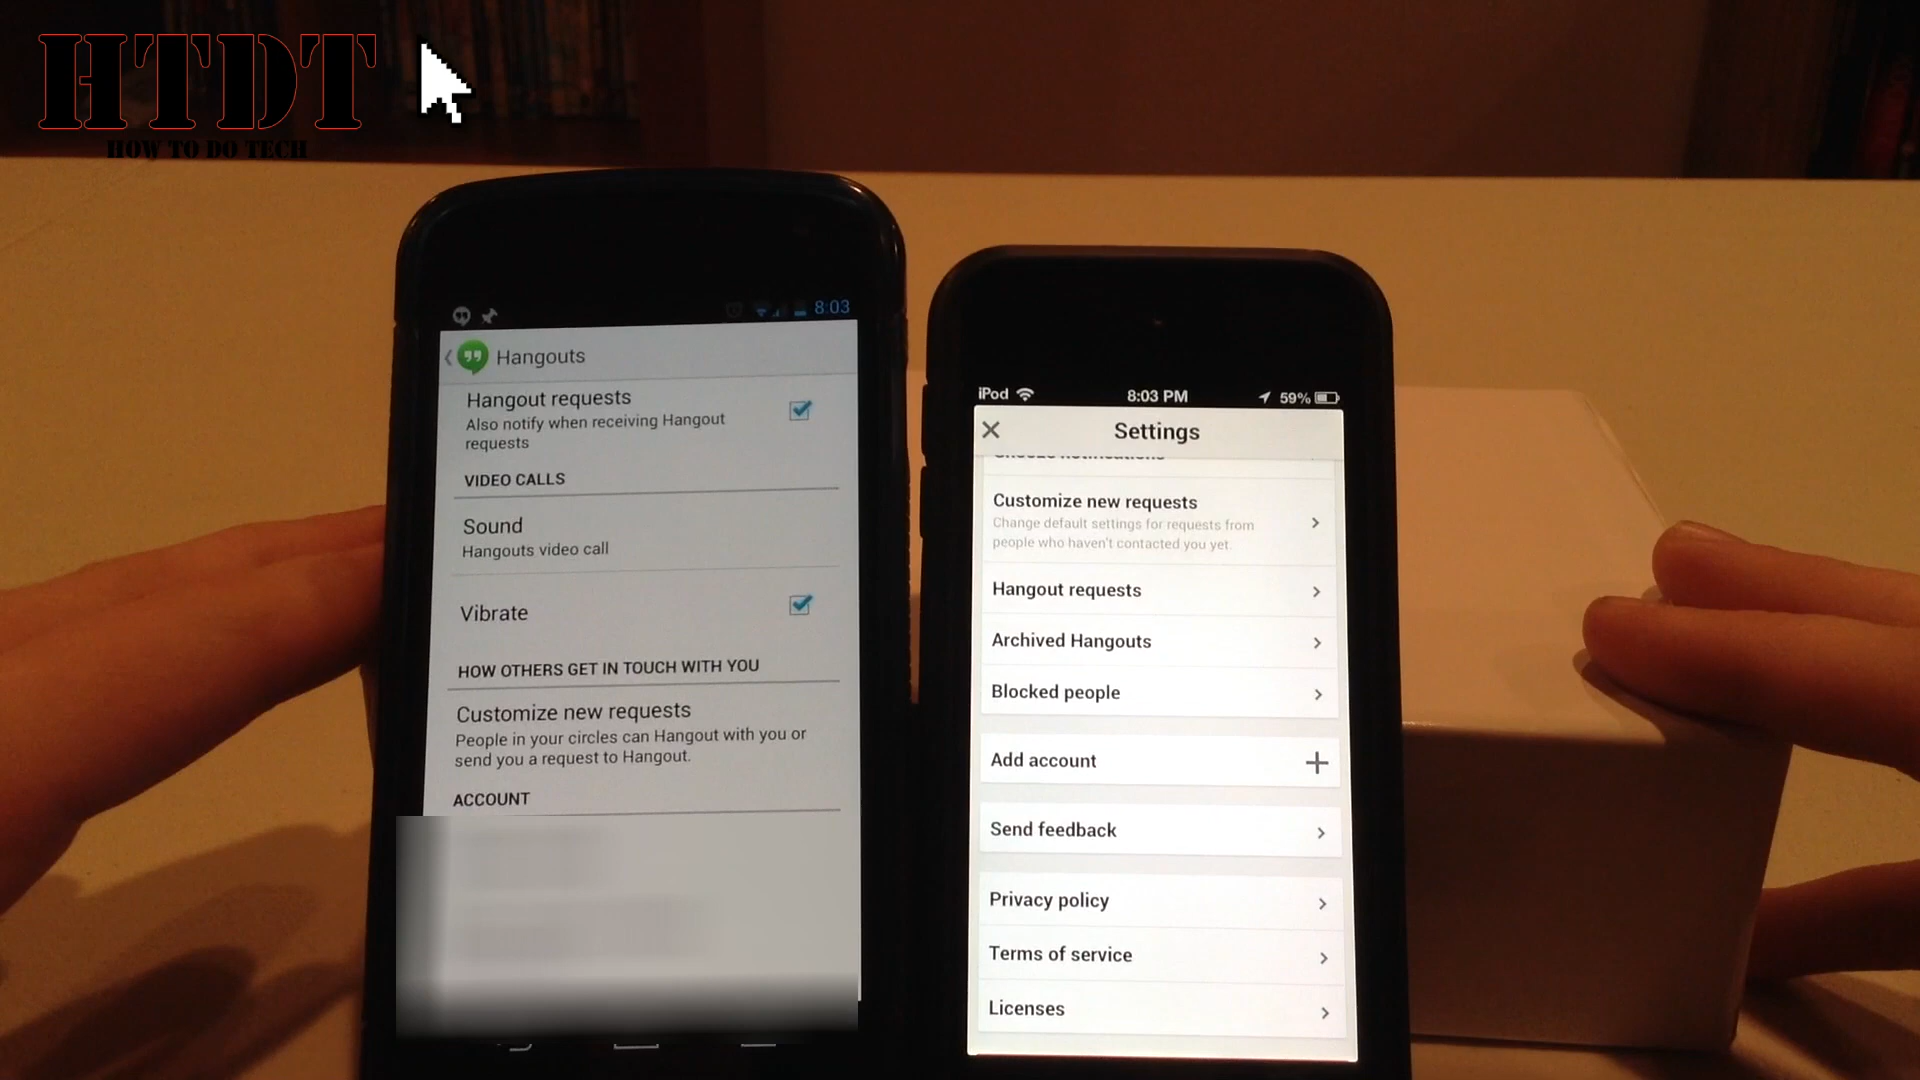 HTDT
HOW TO DO TECH
8:03
Hangouts
Hangout requests
Also notify when receiving Hangout
requests
VIDEO CALLS
Sound
Hangouts video call
Vibrate
HOW OTHERS GET IN TOUCH WITH YOU
Customize new requests
People in your circles can Hangout with you or
send you a request to Hangout.
ACCOUNT
iPod
8:03 PM
59%
Settings
Customize new requests
Change default settings for requests from
people who haven't contacted you yet.
Hangout requests
Archived Hangouts
Blocked people
Add account
Send feedback
Privacy policy
Terms of service
Licenses